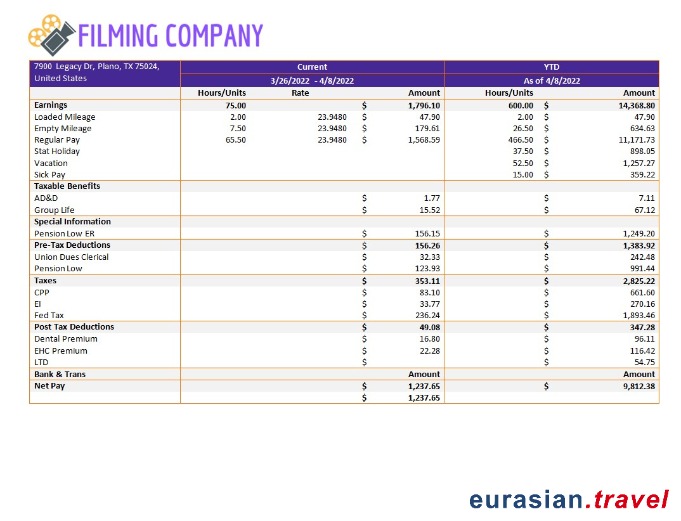 FILMING COMPANY
7900 Legacy Dr, Plano, TX 75024, Current YTD
United States 3/26/2022 - 4/8/2022 As of 4/8/2022
Hours/Units Rate Amount Hours/Units Amount
Earnings 75.00 $ 1,796.10 600.00 $ 14,368.80
Loaded Mileage 2.00 23.9480 $ 47.90 2.00 $ 47.90
Empty Mileage 7.50 23.9480 $ 179.61 26.50 $ 634.63
Regular Pay 65.50 23.9480 $ 1,568.59 466.50 $ 11,171.73
Stat Holiday 37.50 $ 898.05
Vacation 52.50 $ 1,257.27
Sick Pay 15.00 $ 359.22
Taxable Benefits
AD&D $ 1.77 $ 7.11
Group Life $ 15.52 $ 67.12
Special Information
Pension Low ER $ 156.15 $ 1,249.20
Pre-Tax Deductions $ 156.26 $ 1,383.92
Union Dues Clerical $ 32.33 $ 242.48
Pension Low $ 123.93 $ 991.44
Taxes $ 353.11 $ 2,825.22
CPP $ 83.10 $ 661.60
EI $ 33.77 $ 270.16
Fed Tax $ 236.24 $ 1,893.46
Post Tax Deductions $ 49.08 $ 347.28
Dental Premium $ 16.80 $ 96.11
EHC Premium $ 22.28 $ 116.42
LTD $ $ 54.75
Bank & Trans Amount Amount
Net Pay $ 1,237.65 $ 9,812.38
$ 1,237.65
eurasian.travel